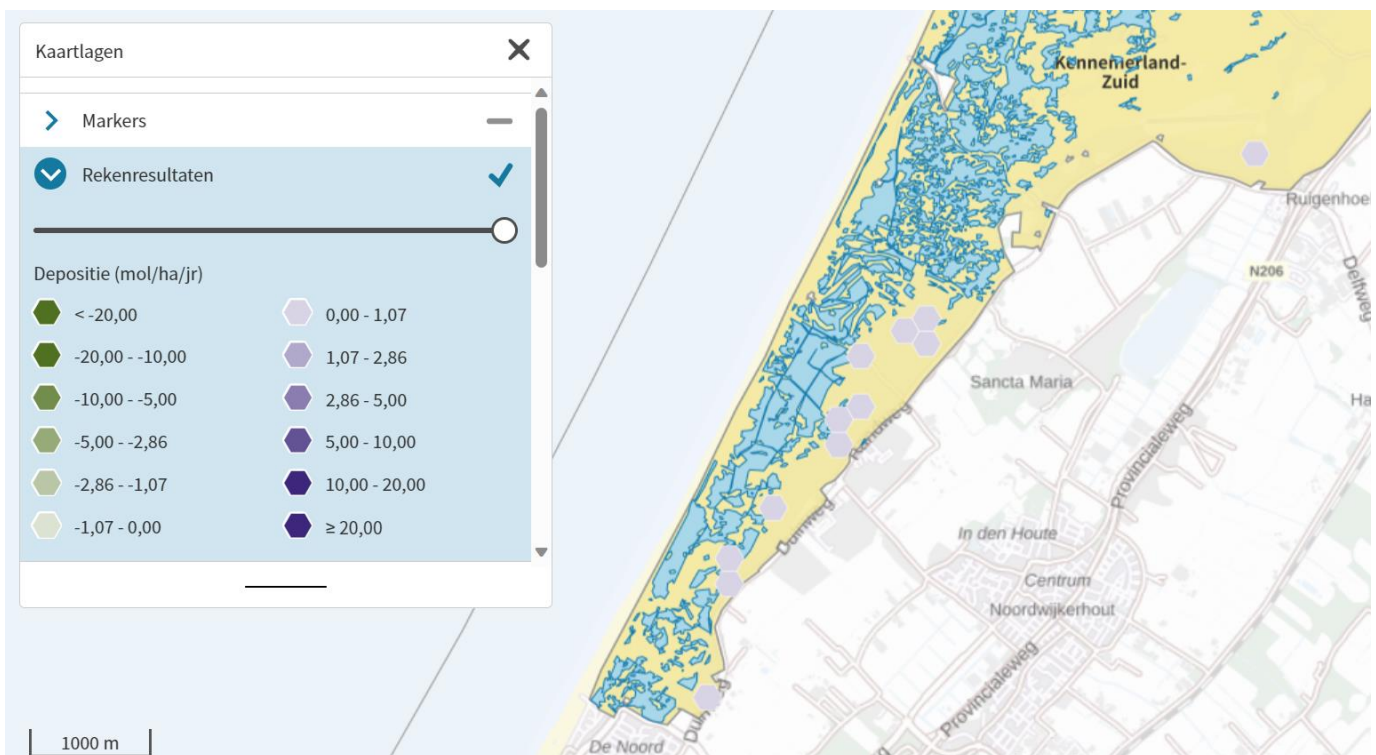 Kaartlagen
Markers
Rekenresultaten
Depositie (mol/ha/jr)
< -20,00
-20,00 - -10,00
-10,00 - -5,00
-5,00 - -2,86
-2,86 - -1,07
-1,07 - 0,00
0,00 - 1,07
1,07 - 2,86
2,86 - 5,00
5,00 - 10,00
10,00 - 20,00
≥ 20,00
1000 m
Kennemerland-
Zuid
Ruigenhoe
N206
Delfweg
Sancta Maria
Ha
Randweg
Provincialeweg
Duinweg
In den Houte
Centrum
Noordwijkerhout
Provincialeweg
Duin
De Noord